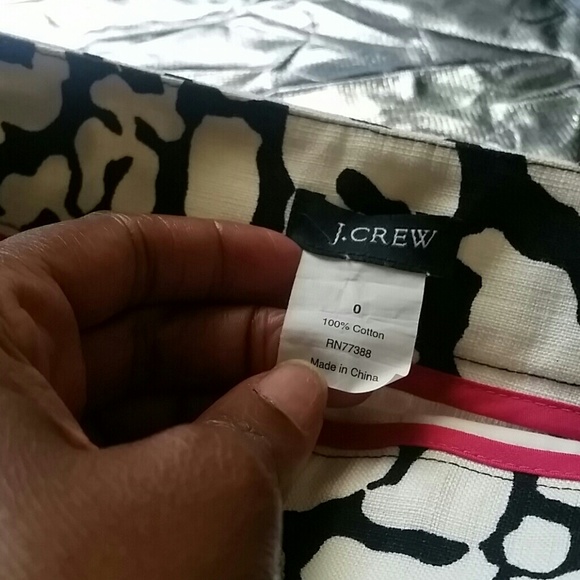 J.CREW
0
100% Cotton
RN77388
Made in China